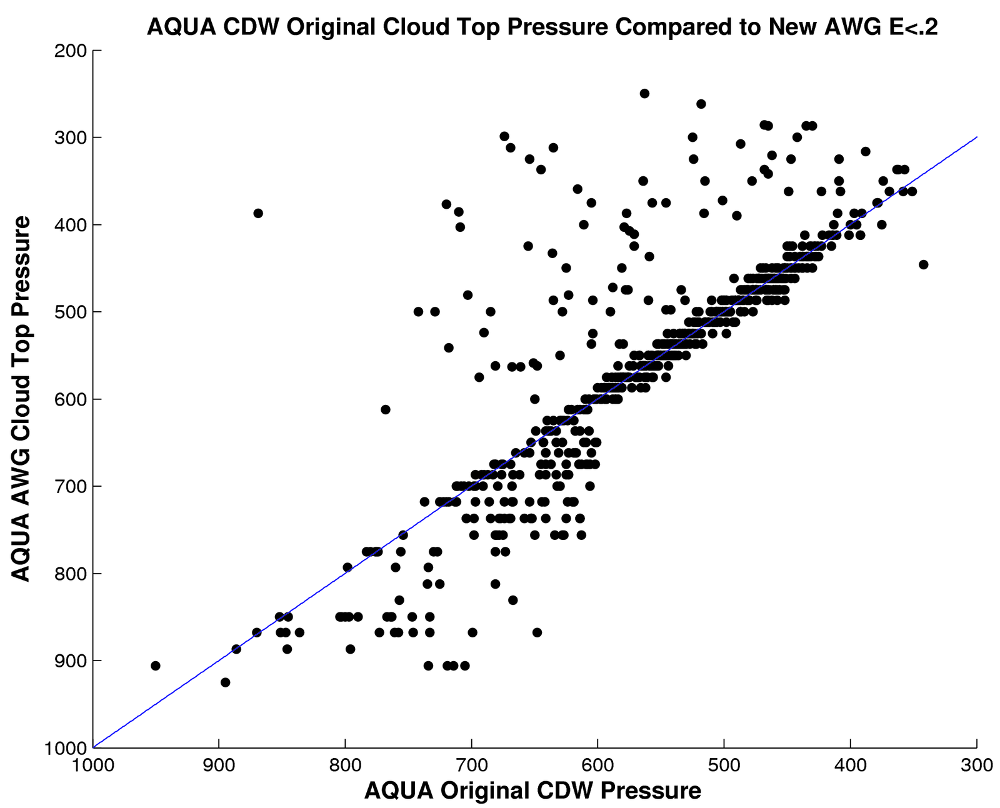 AQUA CDW Original Cloud Top Pressure Compared to New AWG E<.2
200
300
400
500
600
700
800
900
1000
AQUA AWG Cloud Top Pressure
1000 900 800 700 600 500 400 300
AQUA Original CDW Pressure